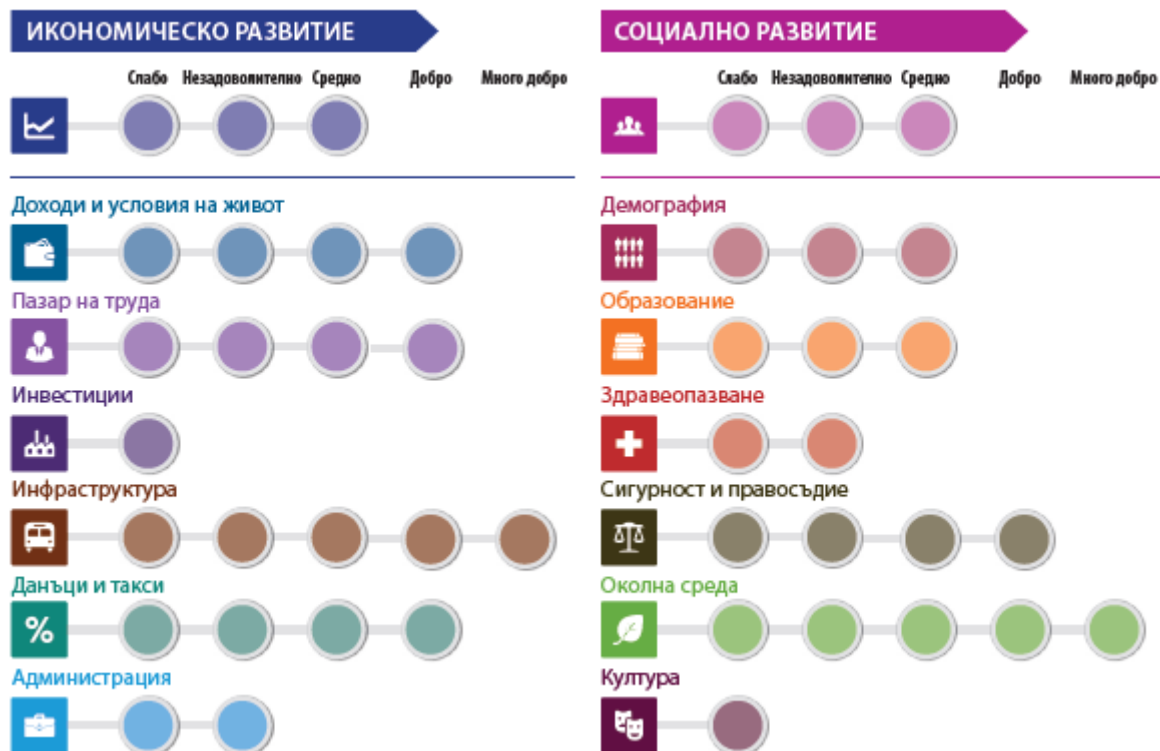 ИКОНОМИЧЕСКО РАЗВИТИЕ
Слабо Незадоволително Средно Добро Много добро
Доходи и условия на живот
Пазар на труда
Инвестиции
Инфраструктура
Данъци и такси
%
Администрация
СОЦИАЛНО РАЗВИТИЕ
Слабо Незадоволително Средно Добро Много добро
Демография
Образование
Здравеопазване
Сигурност и правосъдие
Околна среда
Култура